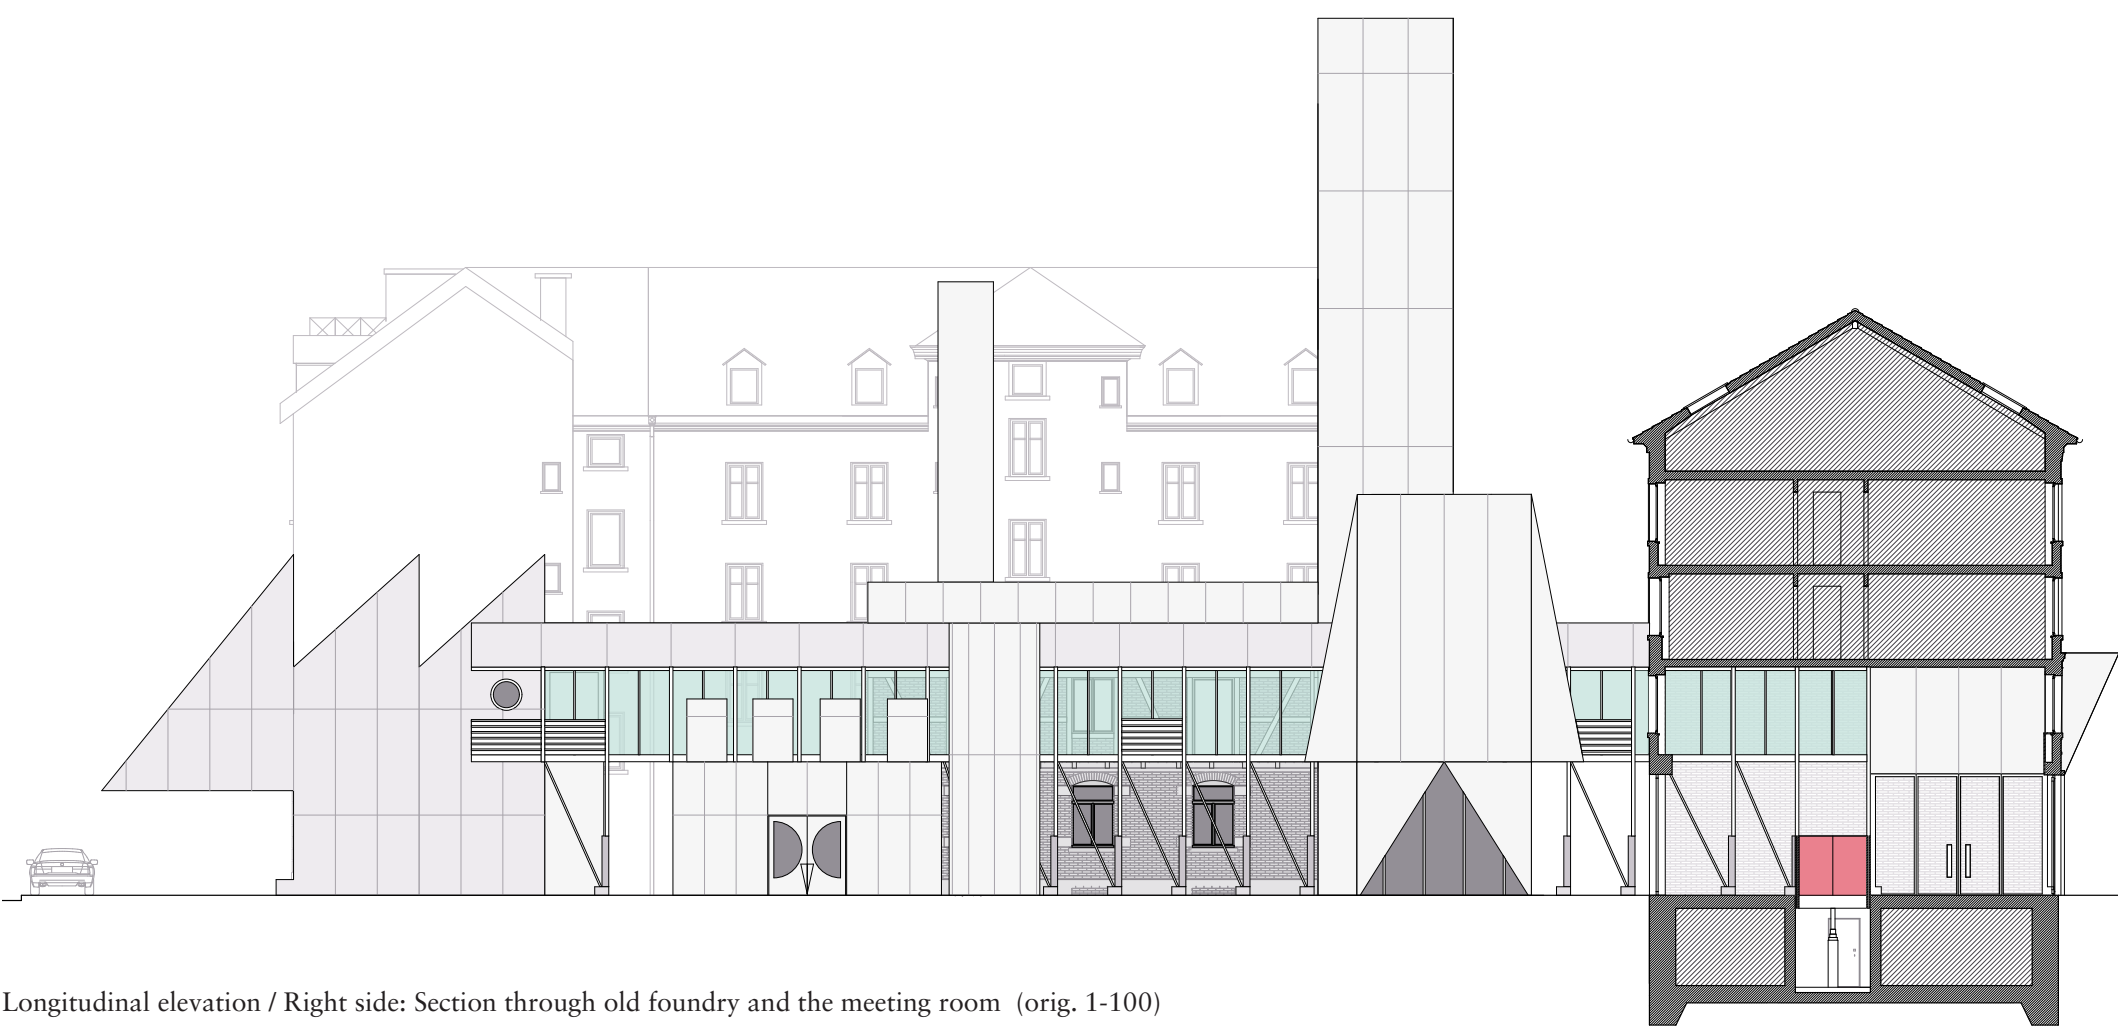 Longitudinal elevation / Right side: Section through old foundry and the meeting room (orig. 1-100)